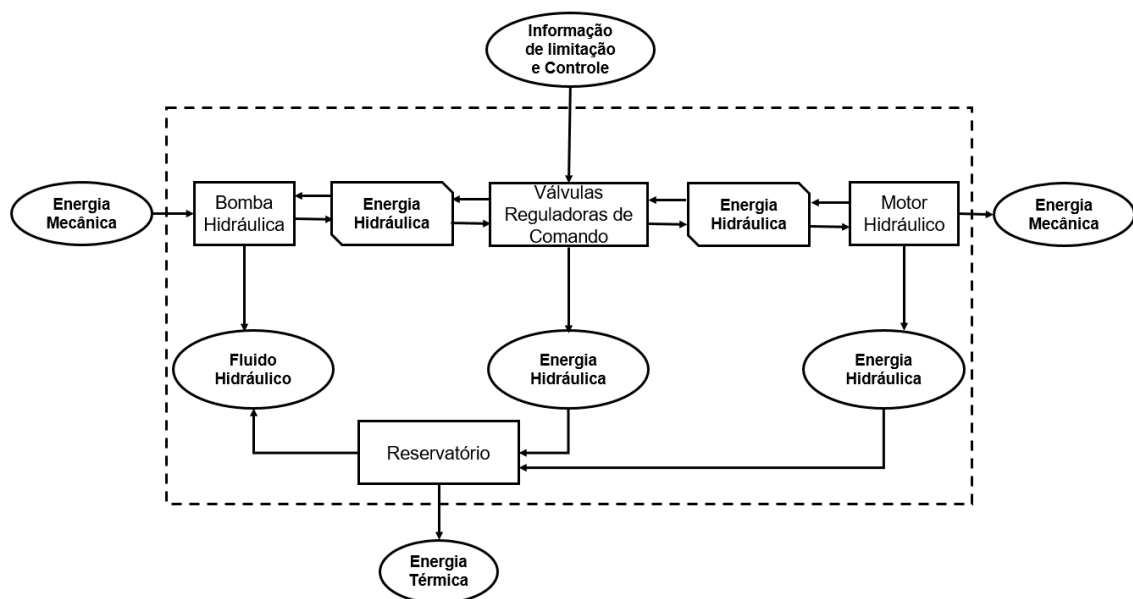 Informação
de limitação
e Controle
Energia
Mecânica
Bomba
Hidráulica
Energia
Hidráulica
Válvulas
Reguladoras de
Comando
Energia
Hidráulica
Motor
Hidráulico
Energia
Mecânica
Fluido
Hidráulico
Energia
Hidráulica
Energia
Hidráulica
Reservatório
Energia
Térmica